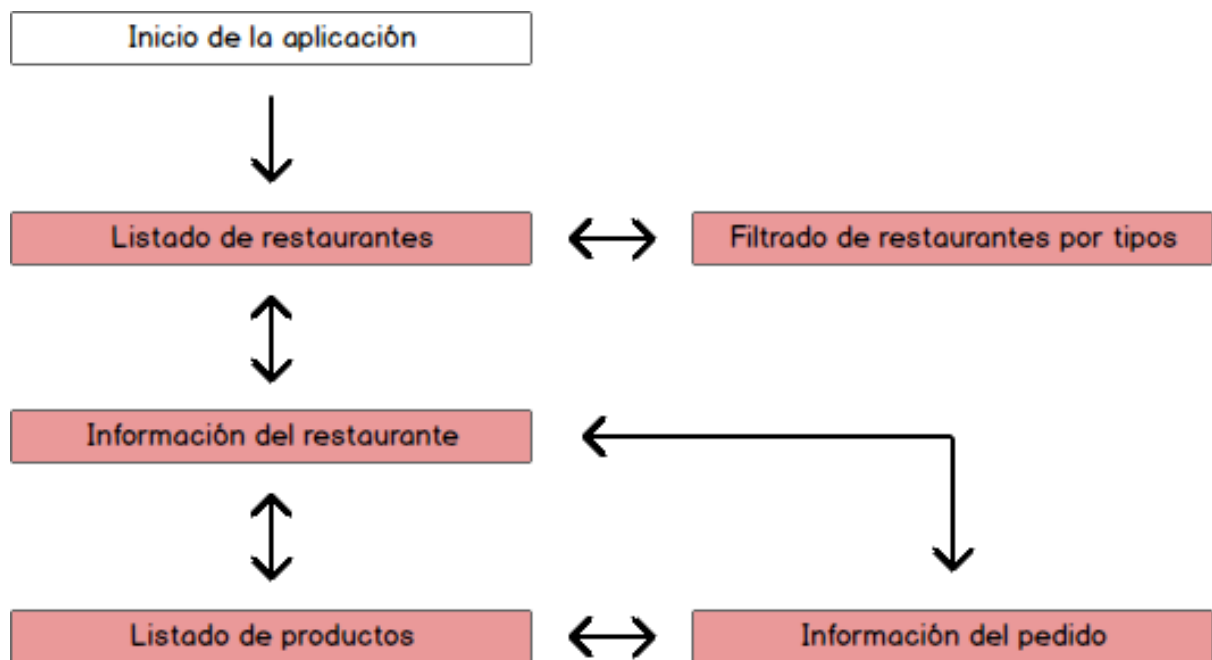 Inicio de la aplicación
Listado de restaurantes
Filtrado de restaurantes por tipos
Información del restaurante
Listado de productos
Información del pedido